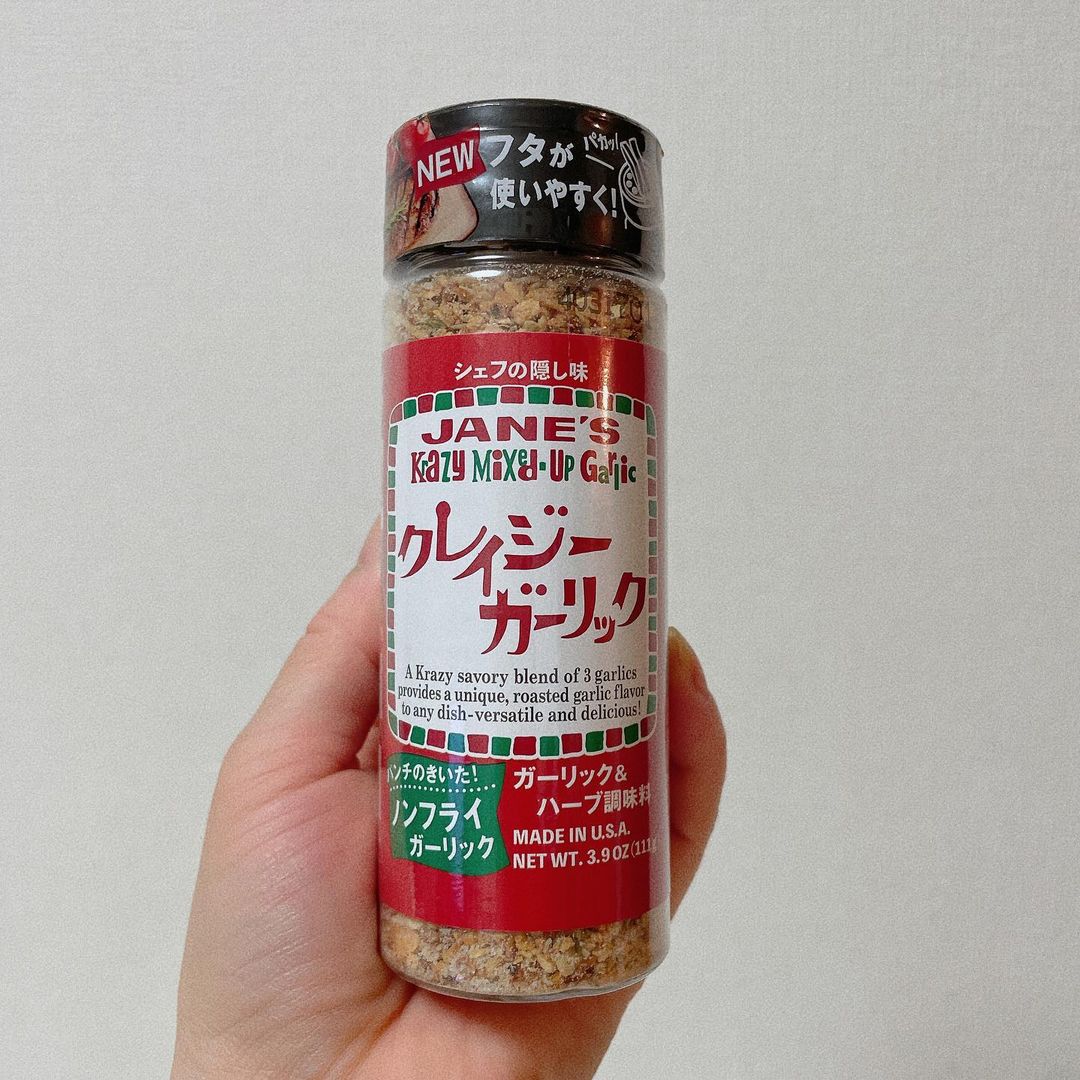 NEW
フタが
パカッ!
使いやすく!
シェフの隠し味
JANE'S
Krazy Mixed-Up Garlic
クレイジー
ガーリック
A Krazy savory blend of 3 garlics
provides a unique, roasted garlic flavor
to any dish-versatile and delicious!
パンチのきいた!
ノンフライ
ガーリック
ガーリック&
ハーブ調味料
MADE IN U.S.A.
NET WT. 3.9 OZ (111g